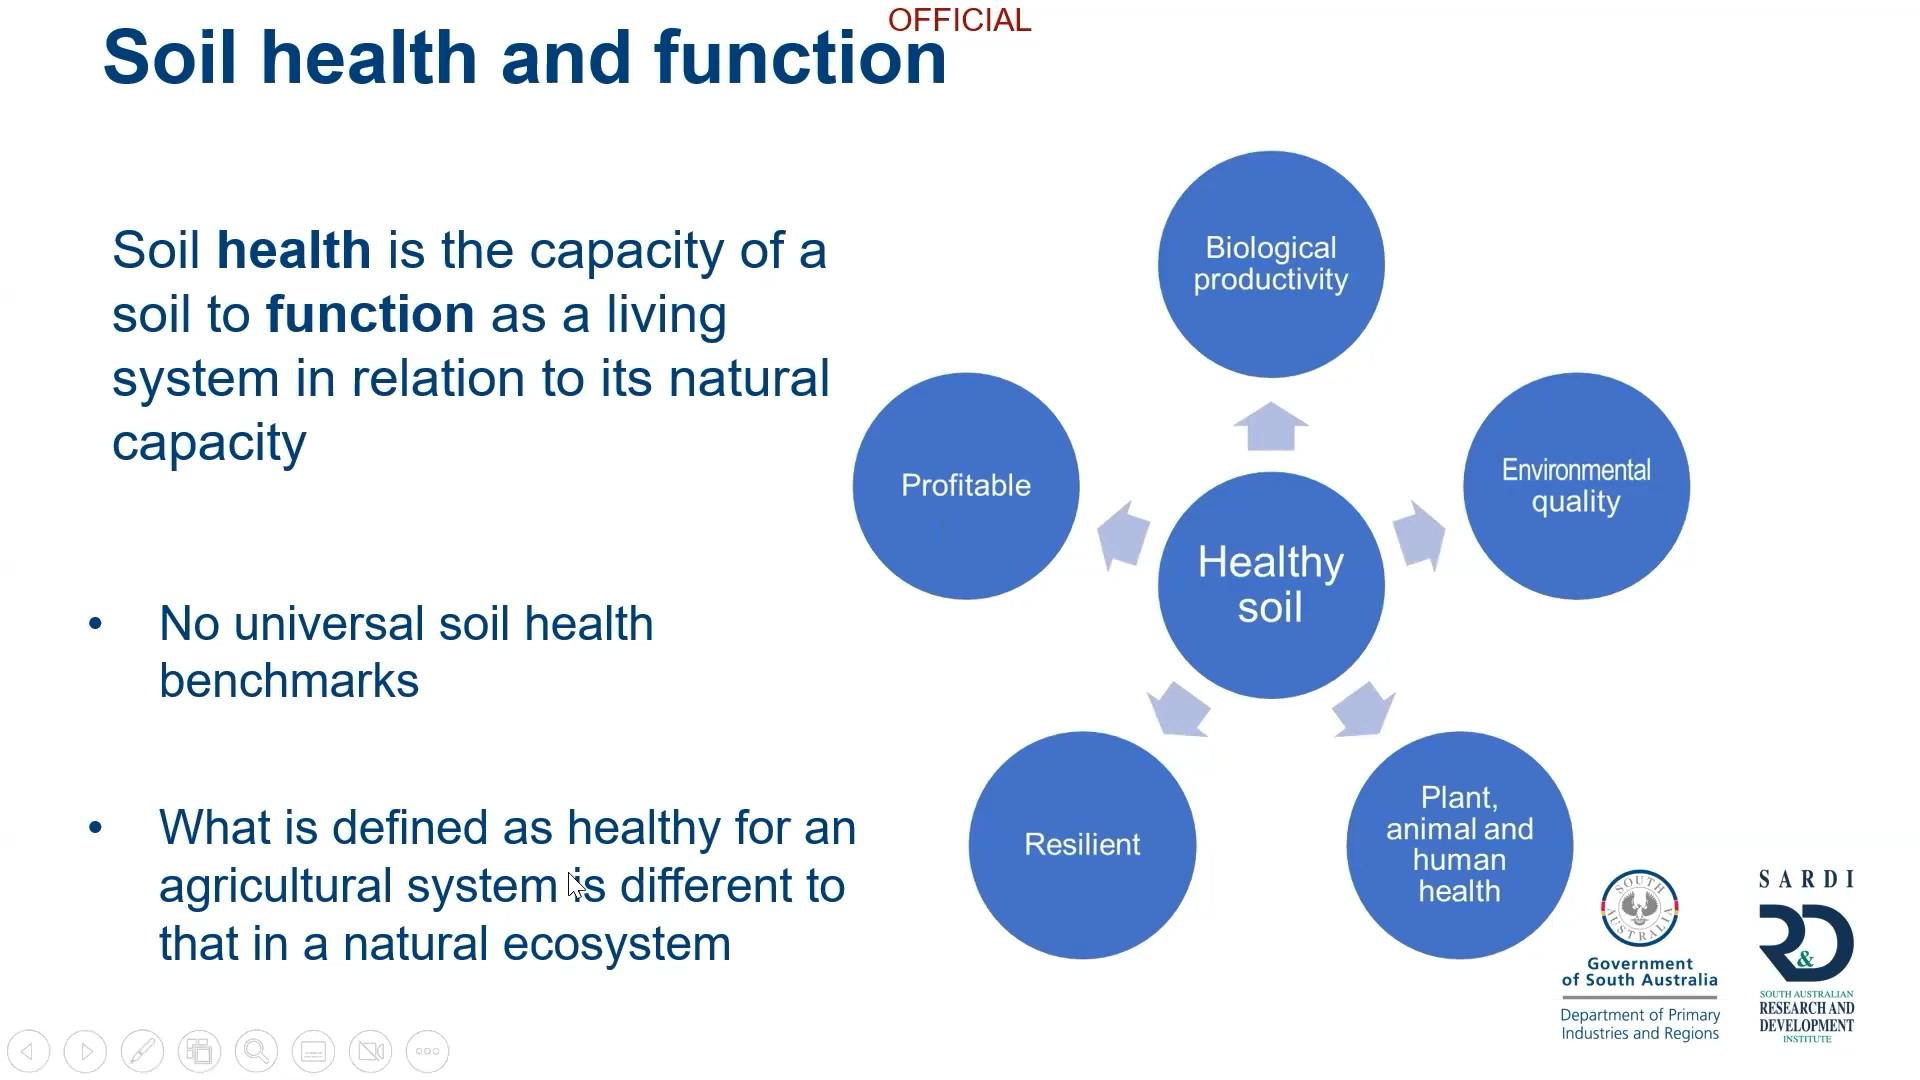 OFFICIAL
Soil health and function
Soil health is the capacity of a
soil to function as a living
system in relation to its natural
capacity
• No universal soil health
benchmarks
• What is defined as healthy for an
agricultural system is different to
that in a natural ecosystem
Biological
productivity
Profitable
Environmental
quality
Healthy
soil
Resilient
Plant,
animal and
human
health
SOUTH
AUSTRALIA
Government
of South Australia
Department of Primary
Industries and Regions
SARDI
R&D
SOUTH AUSTRALIAN
RESEARCH AND
DEVELOPMENT
INSTITUTE